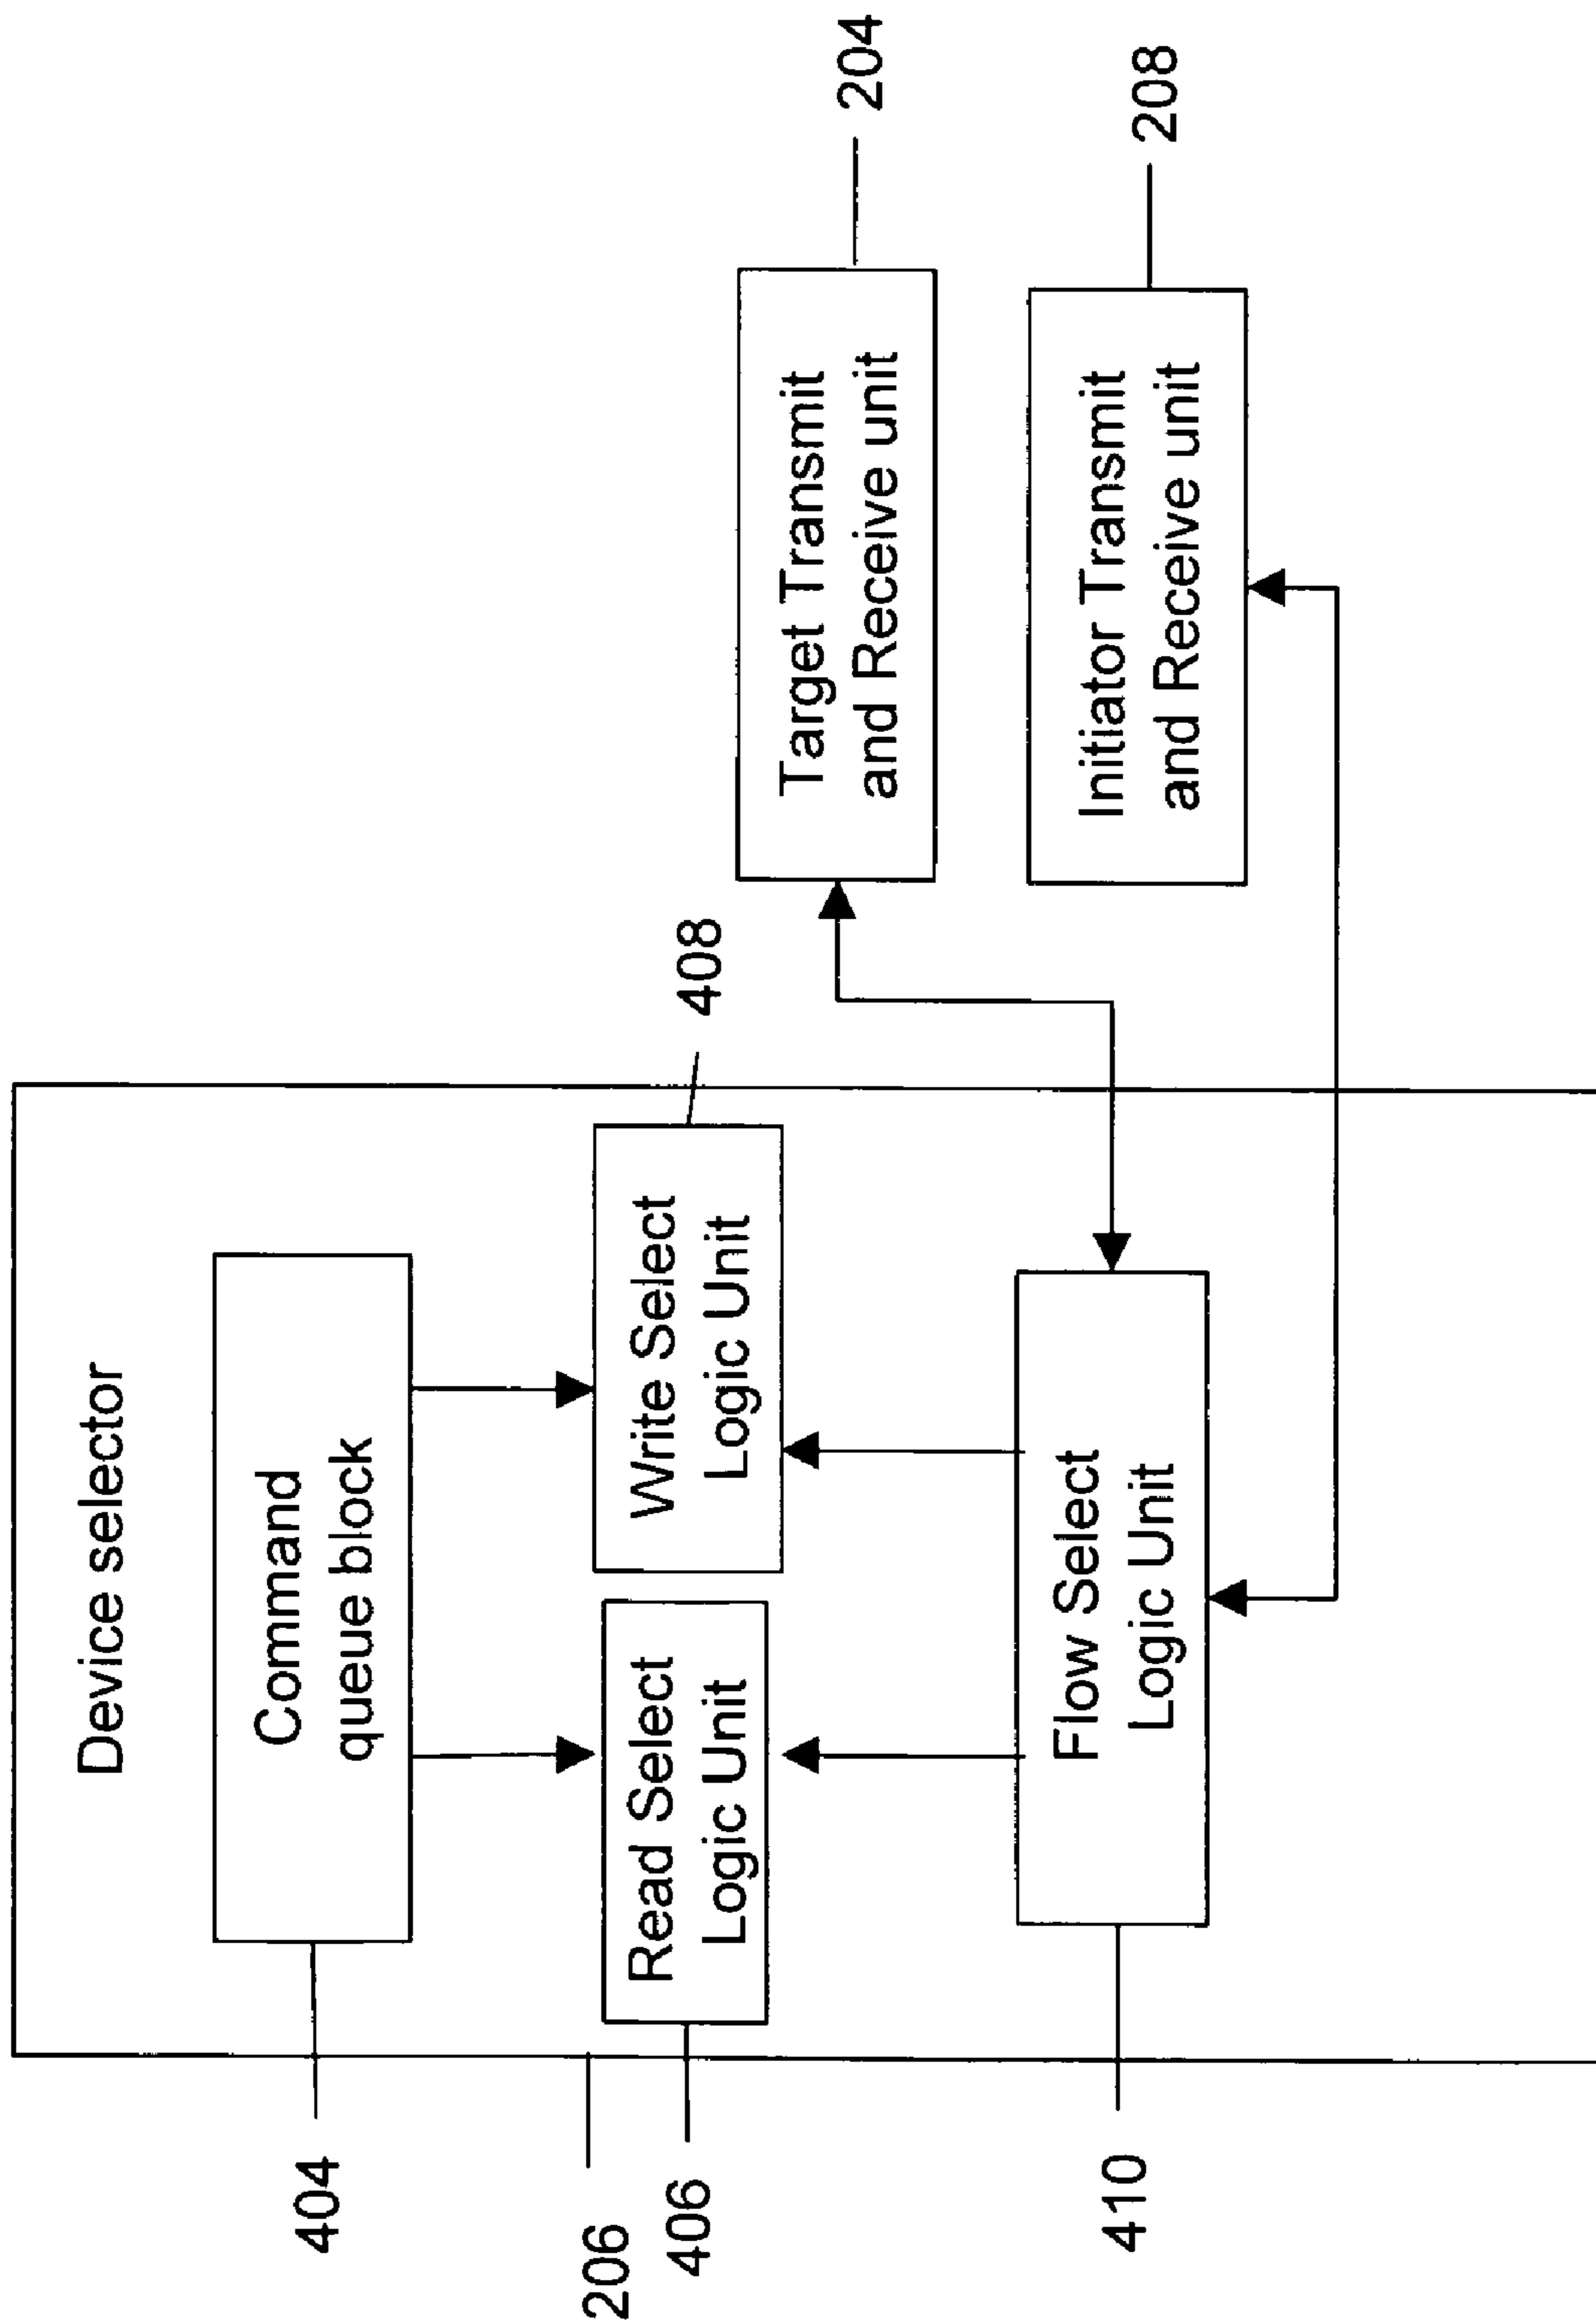 Device selector
Command
queue block
404
206
Read Select
Logic Unit
406
Write Select
Logic Unit
408
Flow Select
Logic Unit
410
Target Transmit
and Receive unit
204
Initiator Transmit
and Receive unit
208